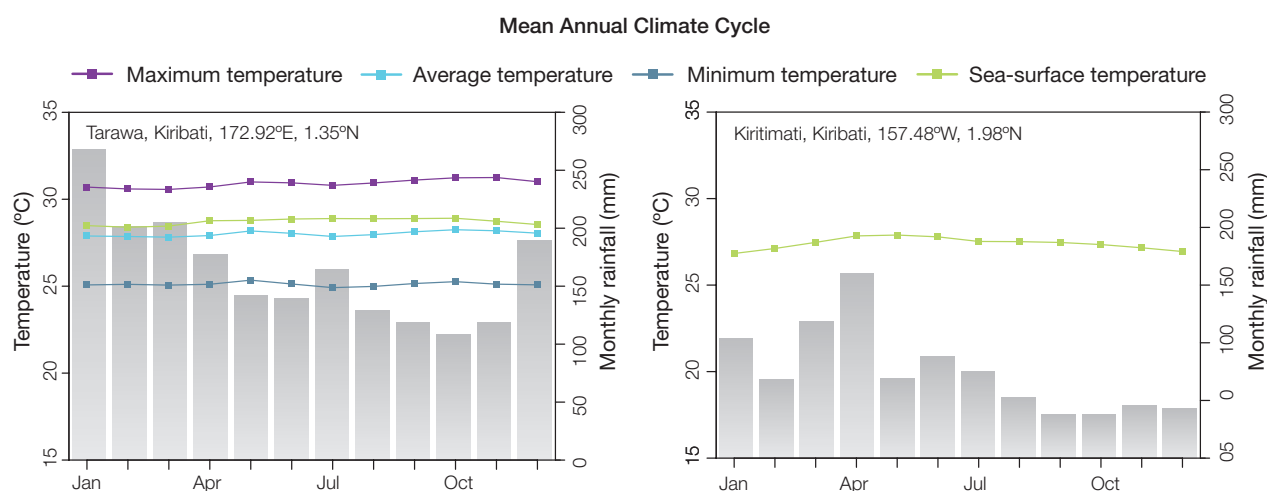 Mean Annual Climate Cycle
Maximum temperature Average temperature Minimum temperature Sea-surface temperature
Tarawa, Kiribati, 172.92ºE, 1.35ºN
Temperature (ºC)
35
30
25
20
15
Monthly rainfall (mm)
300
250
200
150
100
50
0
Jan Apr Jul Oct
Kiritimati, Kiribati, 157.48ºW, 1.98ºN
Temperature (ºC)
35
30
25
20
15
Monthly rainfall (mm)
300
250
200
150
100
0
05
Jan Apr Jul Oct